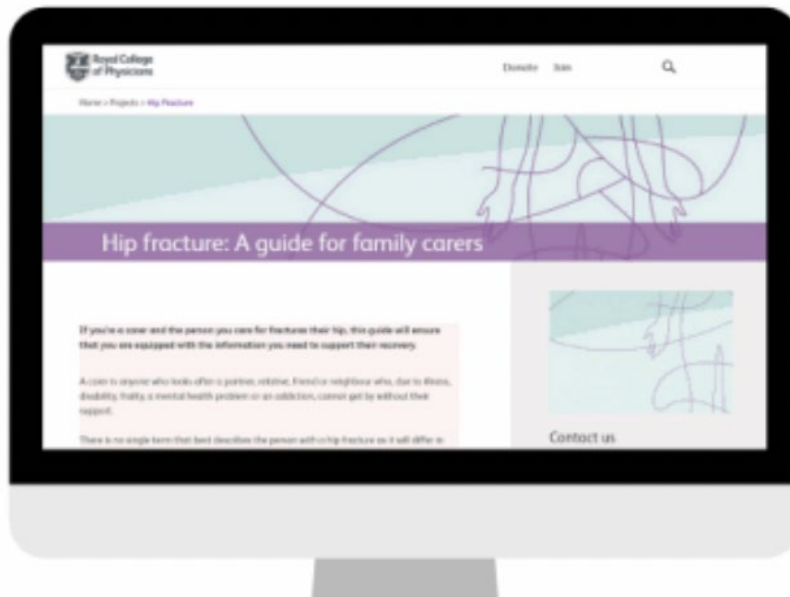 Royal College
of Physicians
Donate Join
Home > Projects > Hip Fracture
Hip fracture: A guide for family carers
If you're a carer and the person you care for fractures their hip, this guide will ensure
that you are equipped with the information you need to support their recovery.
A carer is anyone who looks after a partner, relative, friend or neighbour who, due to illness,
disability, frailty, a mental health problem or an addiction, cannot get by without their
support.
There is no single term that best describes the person with a hip fracture as it will differ in
Contact us